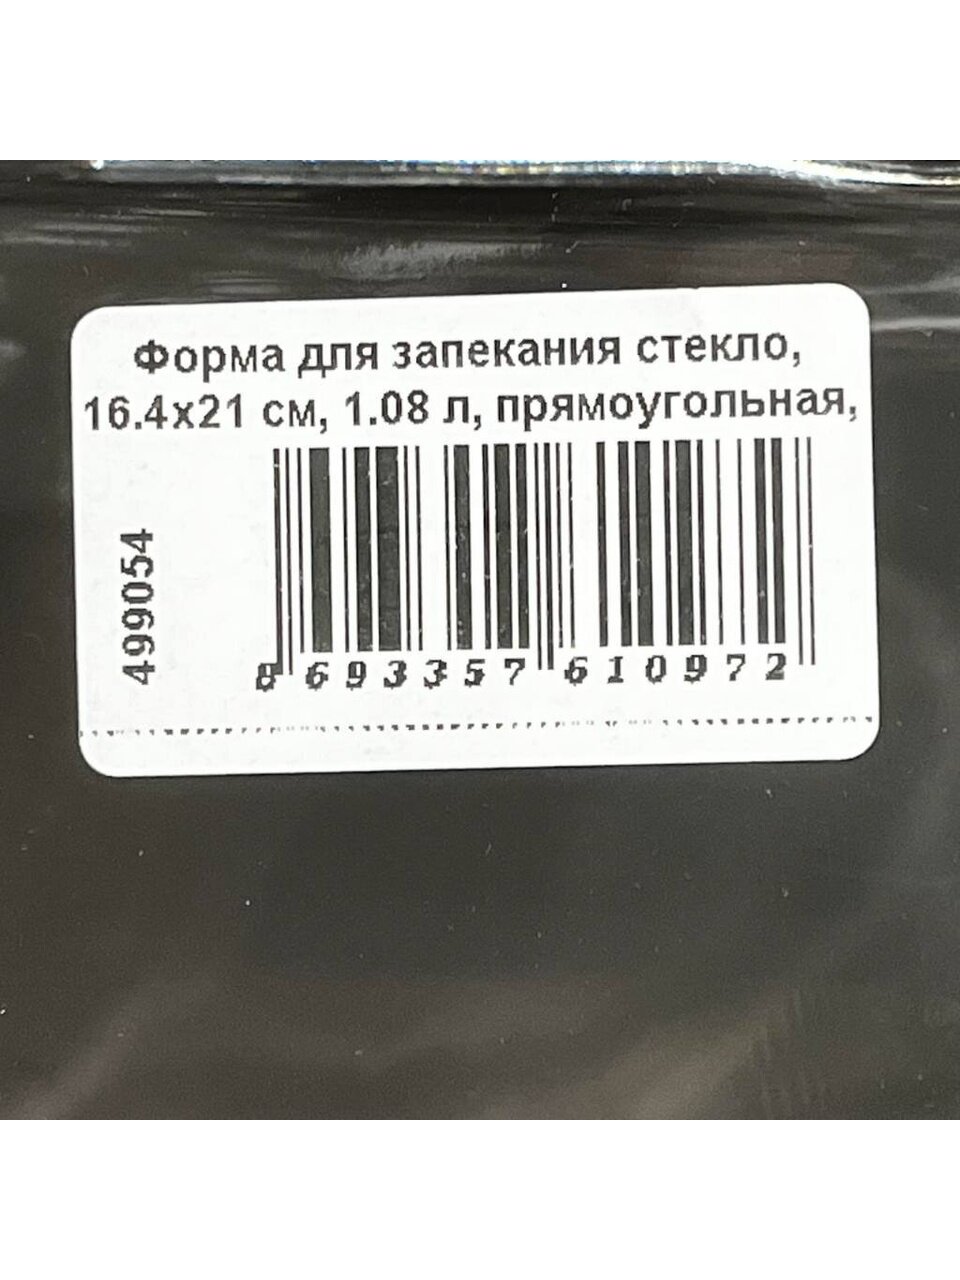 Форма для запекания стекло,
16.4x21 см, 1.08 л, прямоугольная,
499054
8 693357 610972